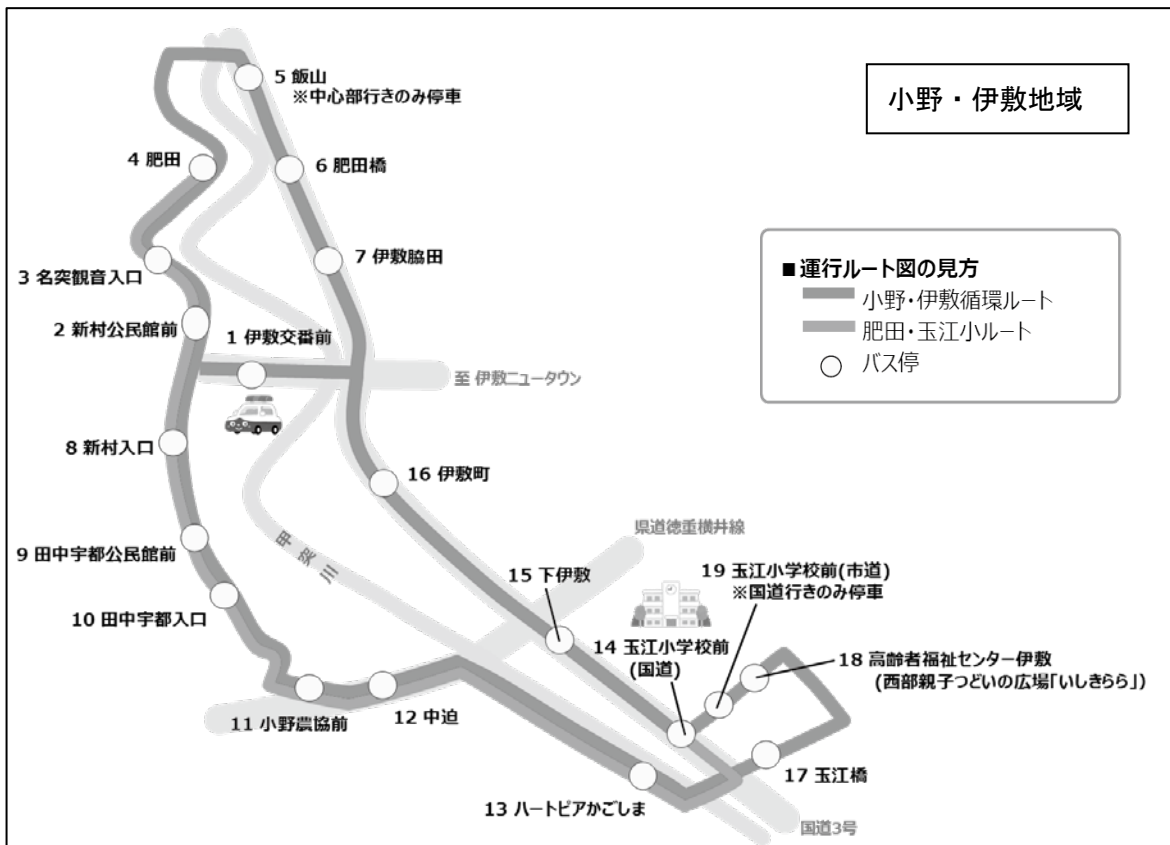 小野・伊敷地域
5 飯山
※中心部行きのみ停車
4 肥田
6 肥田橋
7 伊敷脇田
3 名突観音入口
2 新村公民館前
1 伊敷交番前
至 伊敷ニュータウン
■運行ルート図の見方
小野・伊敷循環ルート
肥田・玉江小ルート
バス停
8 新村入口
16 伊敷町
9 田中宇都公民館前
甲突川
県道徳重横井線
10 田中宇都入口
15 下伊敷
19 玉江小学校前(市道)
※国道行きのみ停車
14 玉江小学校前
(国道)
18 高齢者福祉センター伊敷
(西部親子つどいの広場「いしきらら」)
11 小野農協前
12 中迫
13 ハートピアかごしま
17 玉江橋
国道3号